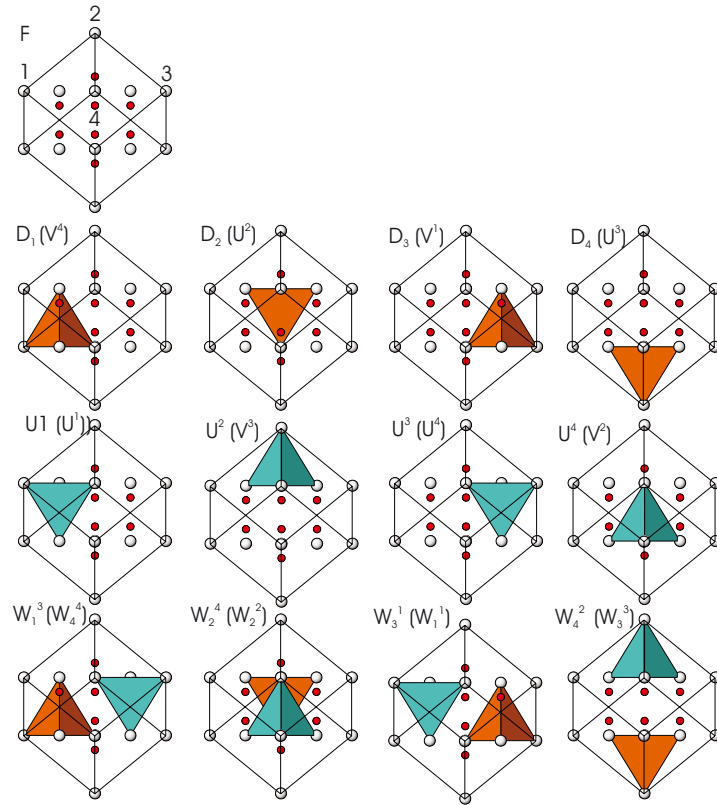 F
2
1
3
4
D₁ (V⁴)
D₂ (U²)
D₃ (V¹)
D₄ (U³)
U1 (U¹))
U² (V³)
U³ (U⁴)
U⁴ (V²)
W₁³ (W₄⁴)
W₂⁴ (W₂²)
W₃¹ (W₁¹)
W₄² (W₃³)